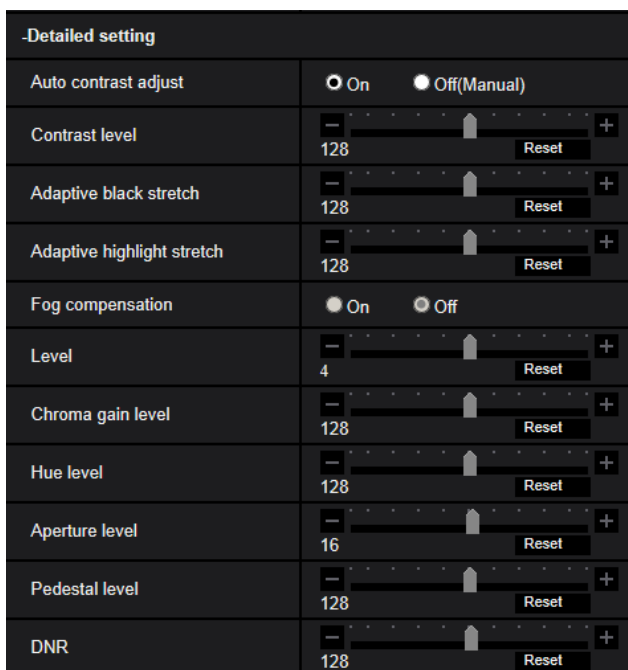 -Detailed setting
Auto contrast adjust On Off(Manual)
Contrast level
128 Reset
Adaptive black stretch
128 Reset
Adaptive highlight stretch
128 Reset
Fog compensation On Off
Level
4 Reset
Chroma gain level
128 Reset
Hue level
128 Reset
Aperture level
16 Reset
Pedestal level
128 Reset
DNR
128 Reset